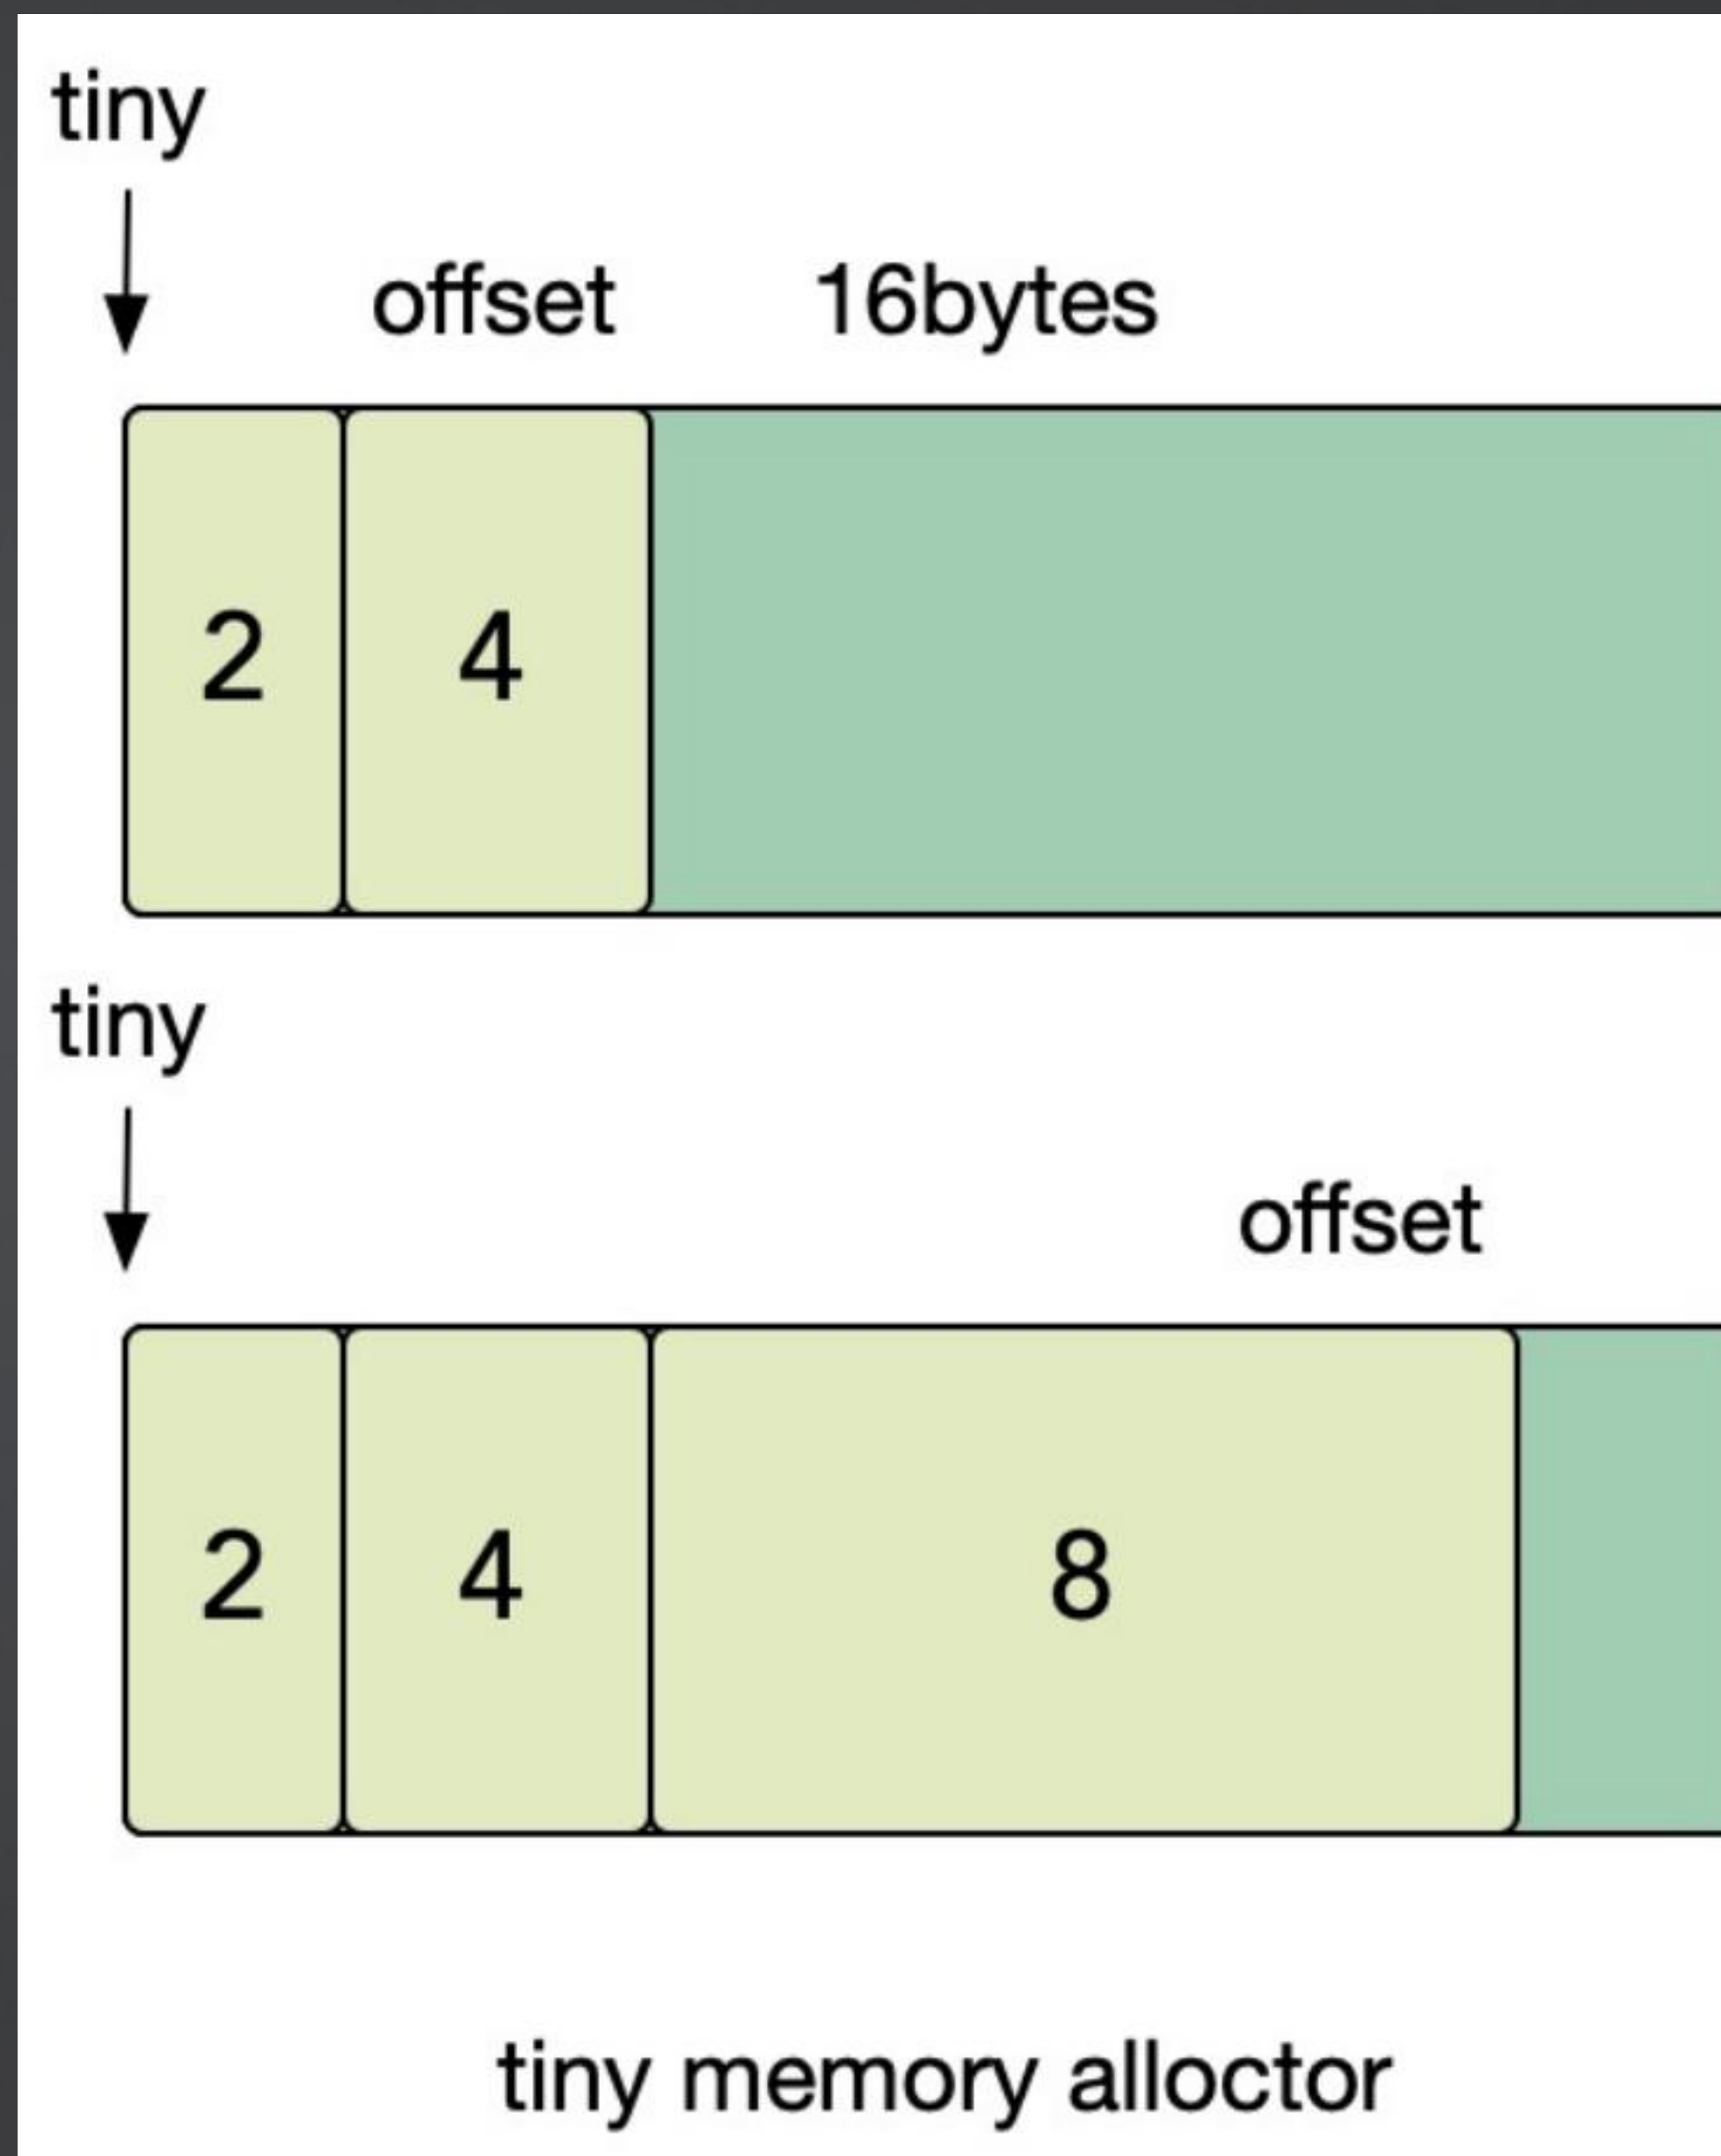 tiny
offset 16bytes
2 4
tiny
offset
2 4 8
tiny memory alloctor